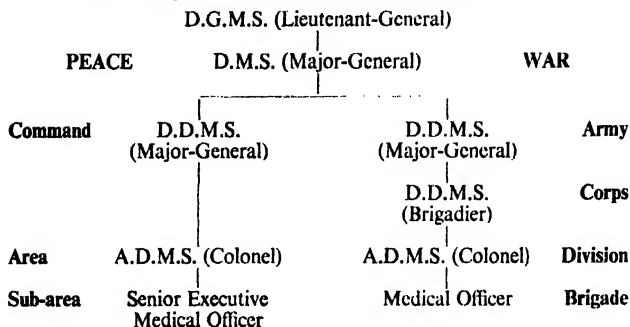 D.G.M.S. (Lieutenant-General)
PEACE D.M.S. (Major-General) WAR
Command D.D.M.S. D.D.M.S. Army
(Major-General) (Major-General)
D.D.M.S. Corps
(Brigadier)
Area A.D.M.S. (Colonel) A.D.M.S. (Colonel) Division
Sub-area Senior Executive Medical Officer Brigade
Medical Officer